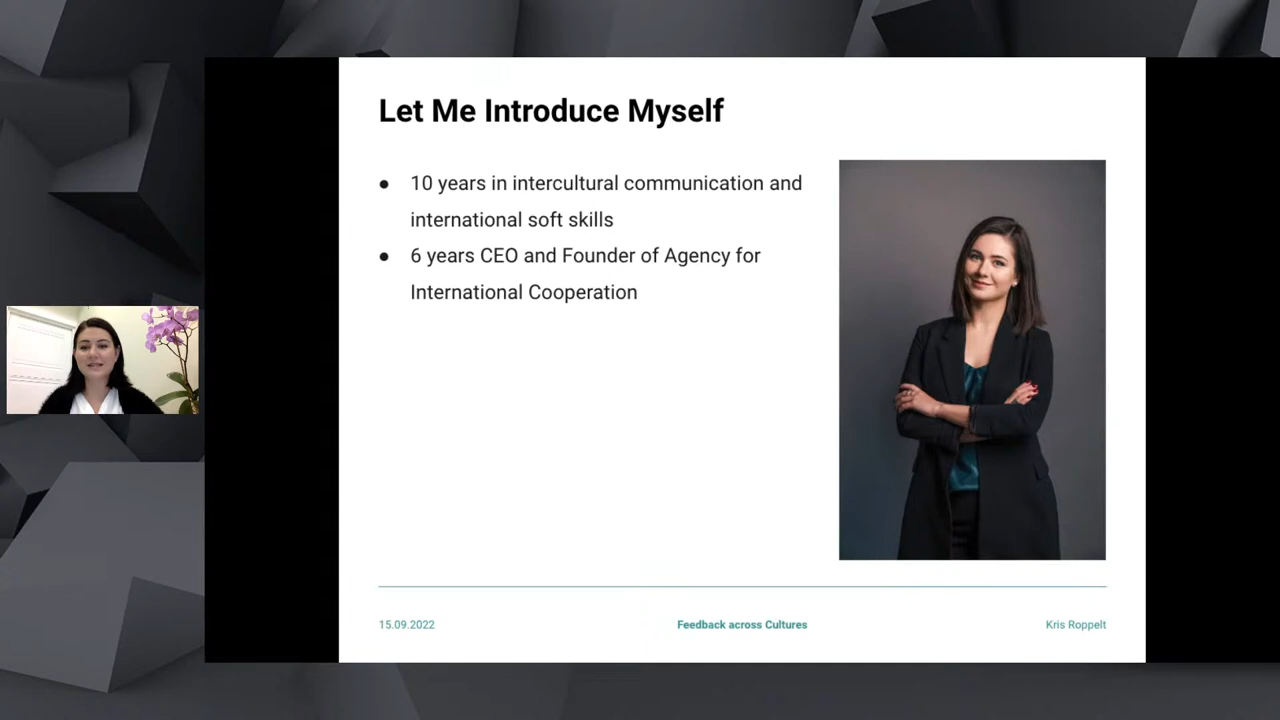 Let Me Introduce Myself
● 10 years in intercultural communication and
international soft skills
● 6 years CEO and Founder of Agency for
International Cooperation
15.09.2022
Feedback across Cultures
Kris Roppelt